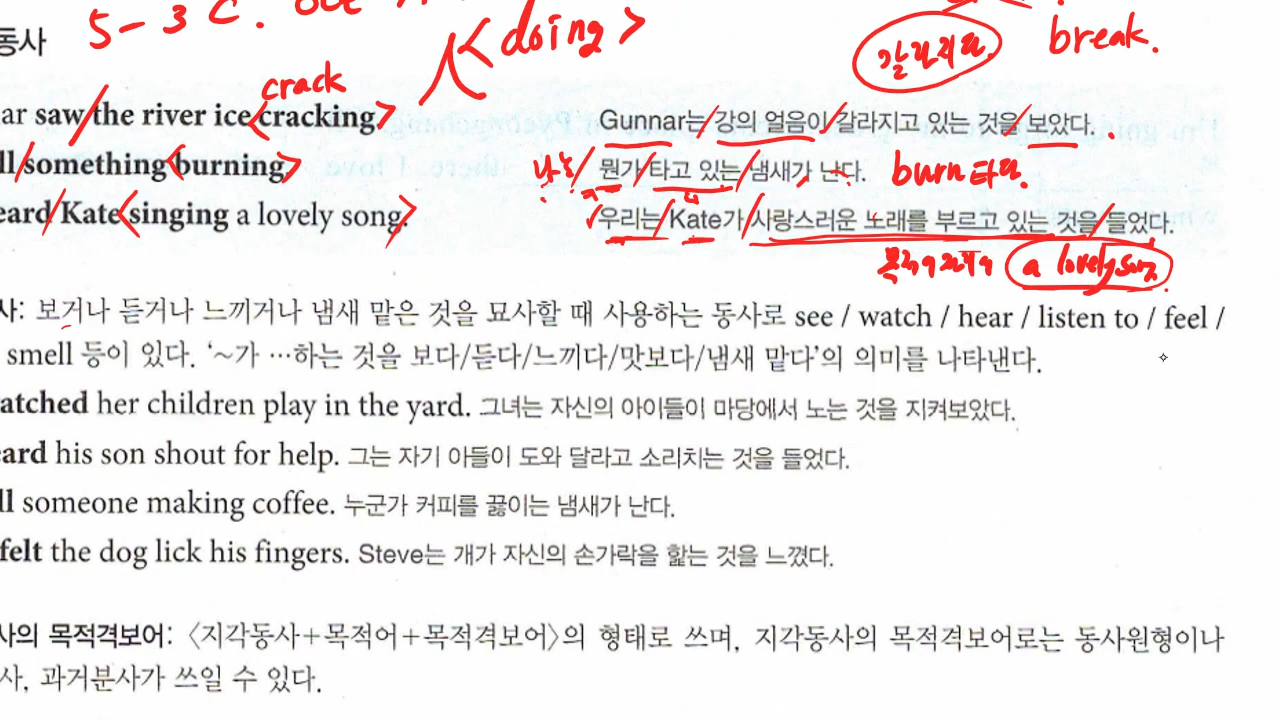 5-3 C.
<doing>
갈라지다.
break.
동사
crack
ar saw the river ice cracking.
Gunnar는 강의 얼음이 갈라지고 있는 것을 보았다.
ll something burning.
나는
뭔가 타고 있는 냄새가 난다.
burn 타다.
eard Kate singing a lovely song.
우리는 Kate가 사랑스러운 노래를 부르고 있는 것을 들었다.
a lovely song
사: 보거나 듣거나 느끼거나 냄새 맡은 것을 묘사할 때 사용하는 동사로 see / watch / hear / listen to / feel /
smell 등이 있다. ‘~가 …하는 것을 보다/듣다/느끼다/맛보다/냄새 맡다’의 의미를 나타낸다.
atched her children play in the yard. 그녀는 자신의 아이들이 마당에서 노는 것을 지켜보았다.
eard his son shout for help. 그는 자기 아들이 도와 달라고 소리치는 것을 들었다.
ll someone making coffee. 누군가 커피를 끓이는 냄새가 난다.
felt the dog lick his fingers. Steve는 개가 자신의 손가락을 핥는 것을 느꼈다.
사의 목적격보어: 〈지각동사+목적어+목적격보어〉의 형태로 쓰며, 지각동사의 목적격보어로는 동사원형이나
사, 과거분사가 쓰일 수 있다.